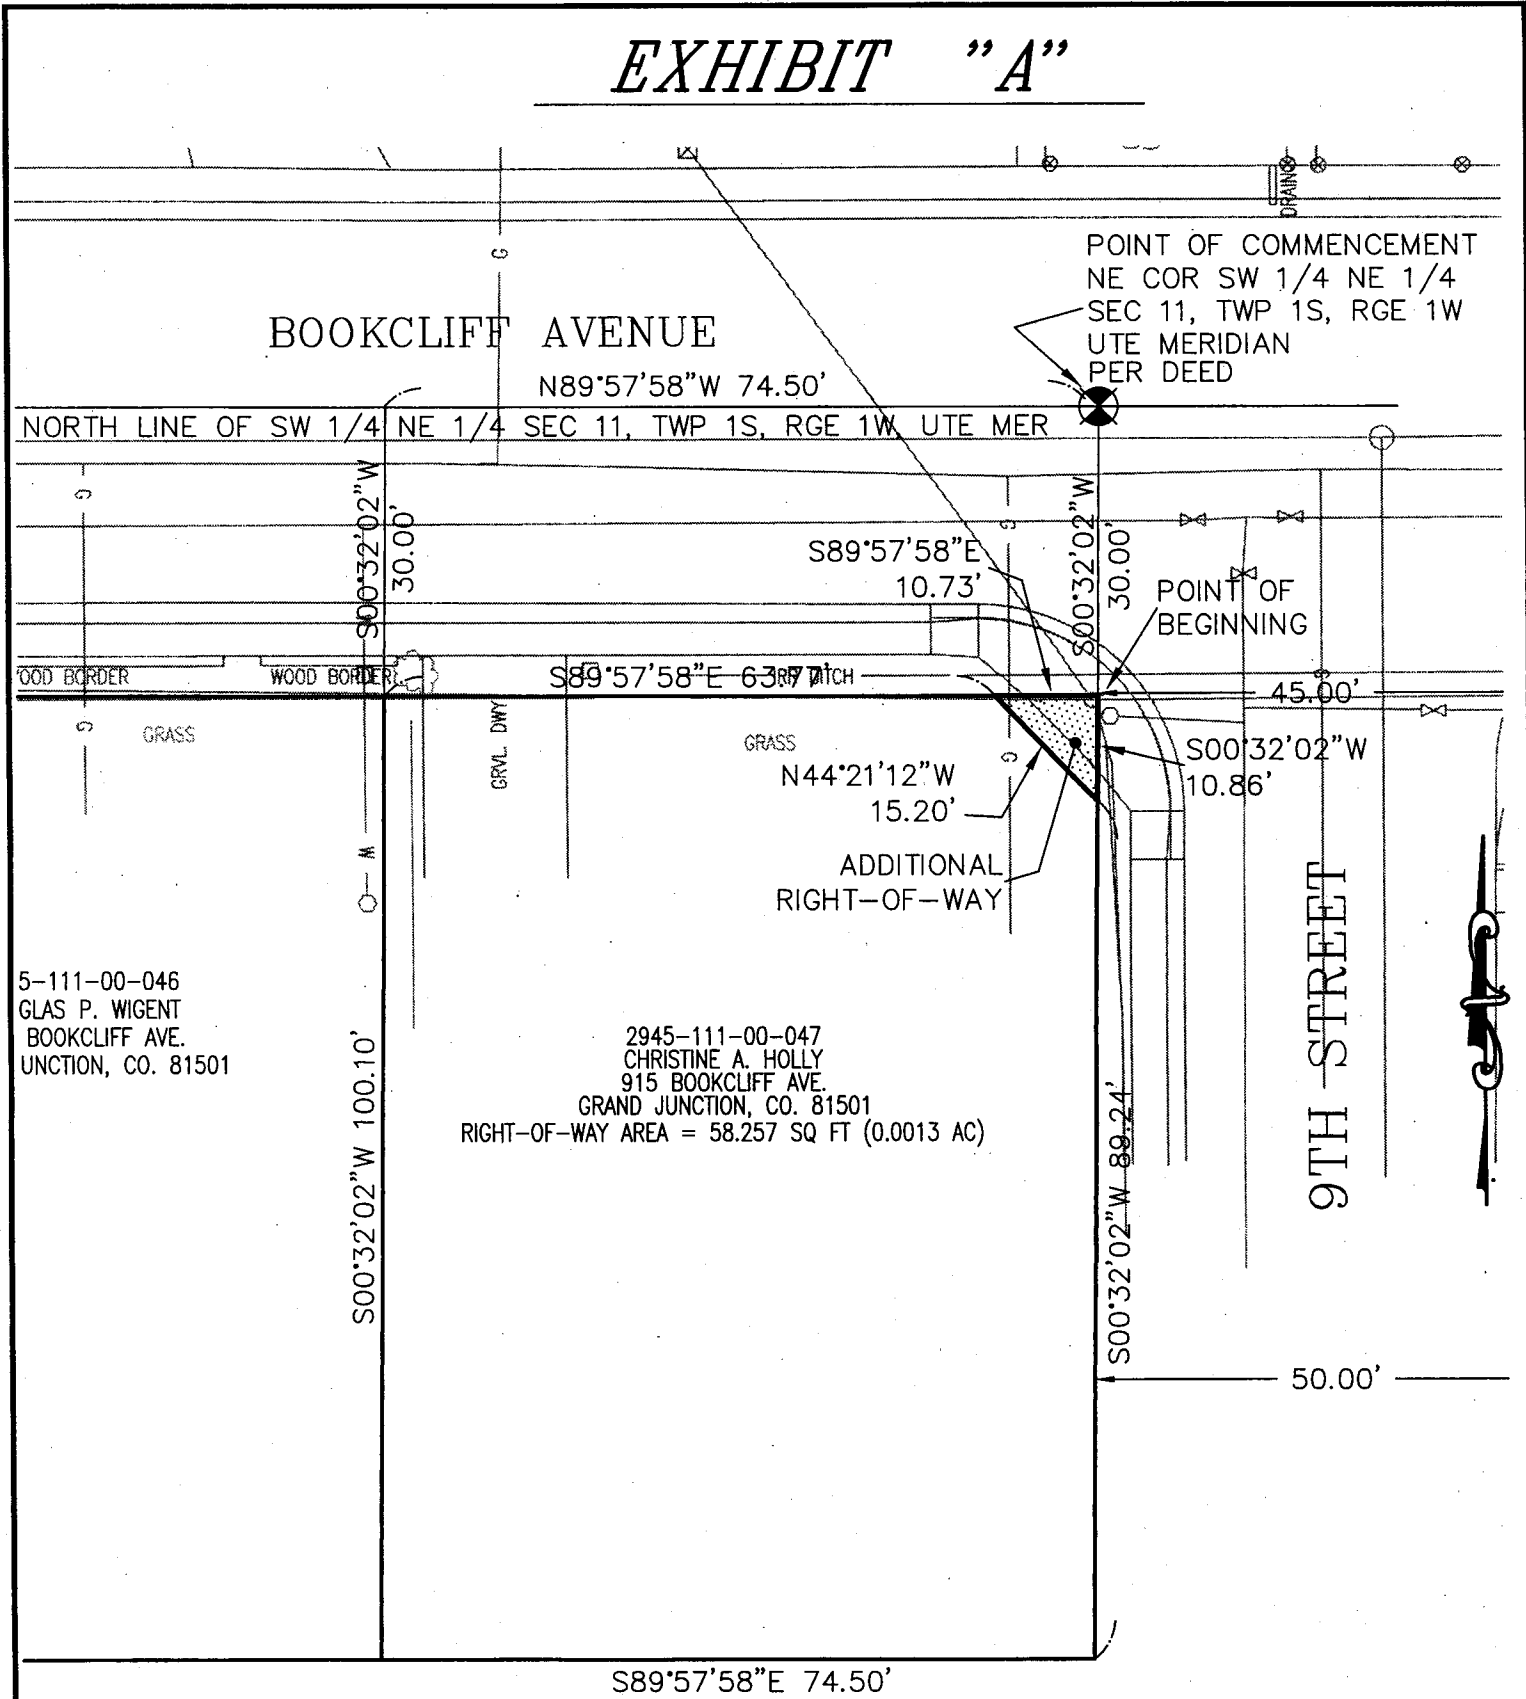 EXHIBIT "A"
DRAIN
POINT OF COMMENCEMENT
NE COR SW 1/4 NE 1/4
SEC 11, TWP 1S, RGE 1W
UTE MERIDIAN
PER DEED
G
BOOKCLIFF AVENUE
N89°57'58"W 74.50'
NORTH LINE OF SW 1/4 NE 1/4 SEC 11, TWP 1S, RGE 1W, UTE MER
G
S00°32'02"W
30.00'
G
S00°32'02"W
30.00'
S89°57'58"E
10.73'
POINT OF
BEGINNING
OOD BORDER
WOOD BORDER
S89°57'58"E 63.77'
IRR DITCH
G
45.00'
G
GRASS
GRVL DWY
GRASS
G
S00°32'02"W
10.86'
N44°21'12"W
15.20'
W
ADDITIONAL
RIGHT-OF-WAY
9TH STREET
5-111-00-046
GLAS P. WIGENT
BOOKCLIFF AVE.
UNCTION, CO. 81501
S00°32'02"W 100.10'
2945-111-00-047
CHRISTINE A. HOLLY
915 BOOKCLIFF AVE.
GRAND JUNCTION, CO. 81501
RIGHT-OF-WAY AREA = 58.257 SQ FT (0.0013 AC)
S00°32'02"W 89.24'
50.00'
S89°57'58"E 74.50'